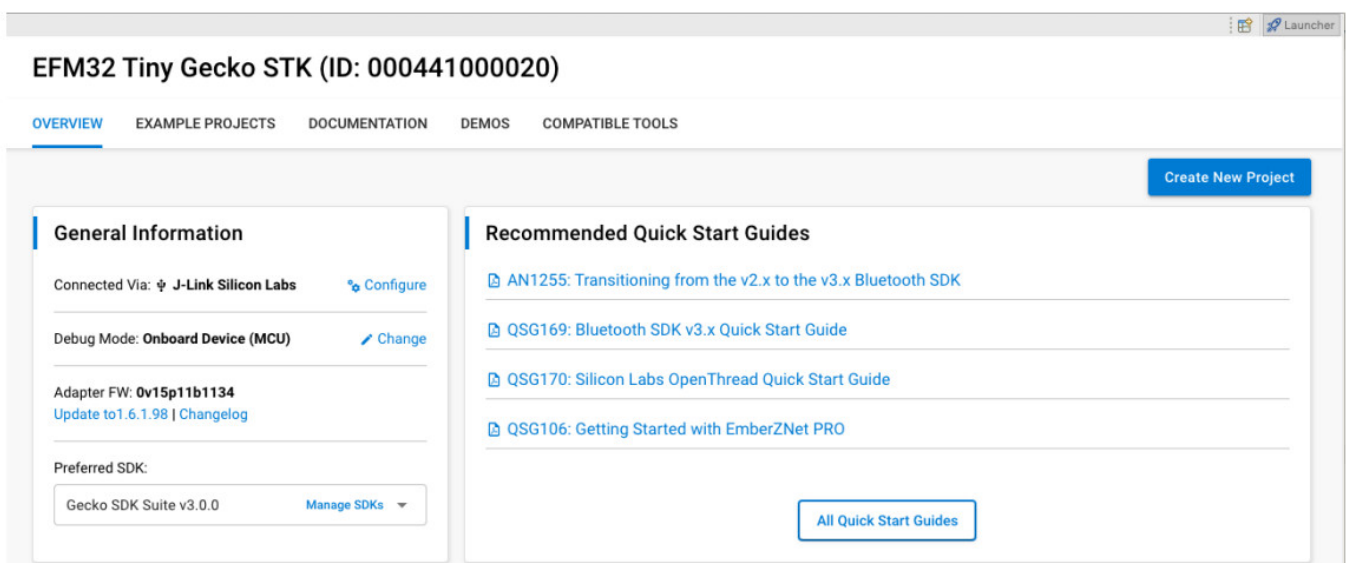 Launcher
EFM32 Tiny Gecko STK (ID: 000441000020)
OVERVIEW EXAMPLE PROJECTS DOCUMENTATION DEMOS COMPATIBLE TOOLS
Create New Project
General Information
Connected Via: J-Link Silicon Labs Configure
Debug Mode: Onboard Device (MCU) Change
Adapter FW: 0v15p11b1134
Update to1.6.1.98 | Changelog
Preferred SDK:
Gecko SDK Suite v3.0.0 Manage SDKs
Recommended Quick Start Guides
AN1255: Transitioning from the v2.x to the v3.x Bluetooth SDK
QSG169: Bluetooth SDK v3.x Quick Start Guide
QSG170: Silicon Labs OpenThread Quick Start Guide
QSG106: Getting Started with EmberZNet PRO
All Quick Start Guides